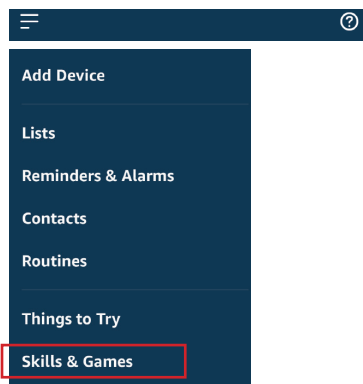 Add Device
Lists
Reminders & Alarms
Contacts
Routines
Things to Try
Skills & Games